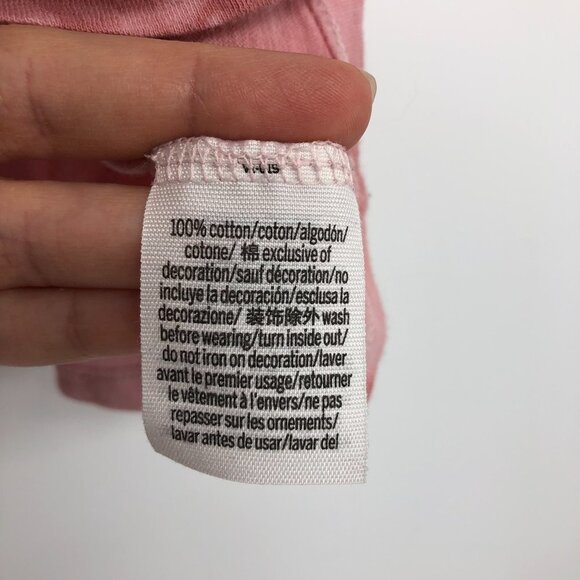 100% cotton/coton/algodón/
cotone/ 棉 exclusive of
decoration/sauf décoration/no
incluye la decoración/esclusa la
decorazione/ 装饰除外 wash
before wearing/turn inside out/
do not iron on decoration/laver
avant le premier usage/retourner
le vêtement à l'envers/ne pas
repasser sur les ornements/
lavar antes de usar/lavar del